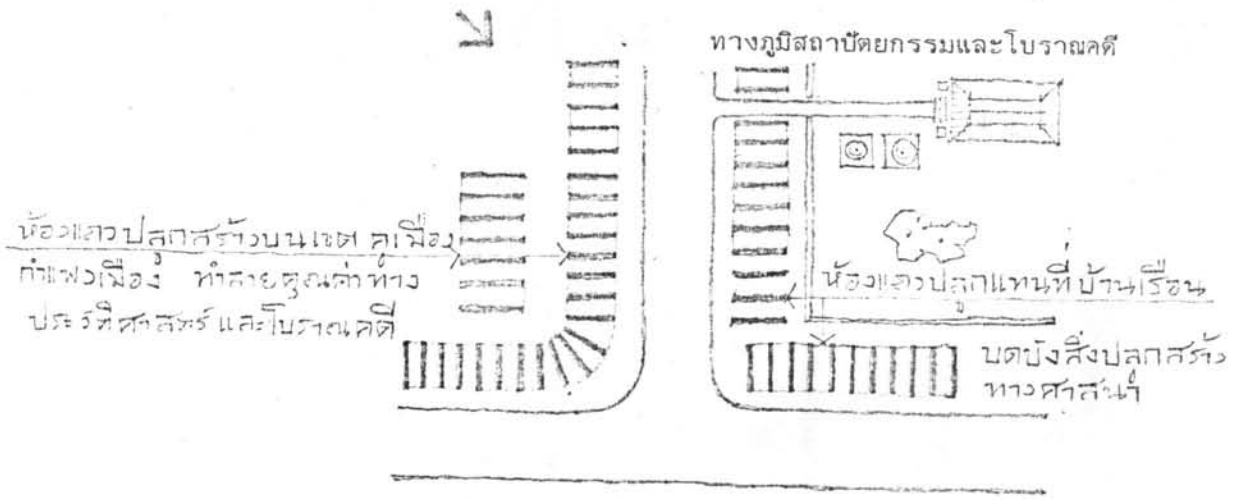 ทางภูมิสถาปัตยกรรมและโบราณคดี
ห้องแถวปลูกสร้างบนเขต คูเมือง
กำแพงเมือง ทำลายคุณค่าทาง
ประวัติศาสตร์ และโบราณคดี
ห้องแถวปลูกแทนที่ บ้านเรือน
บดบังสิ่งปลูกสร้าง
ทางศาสนา